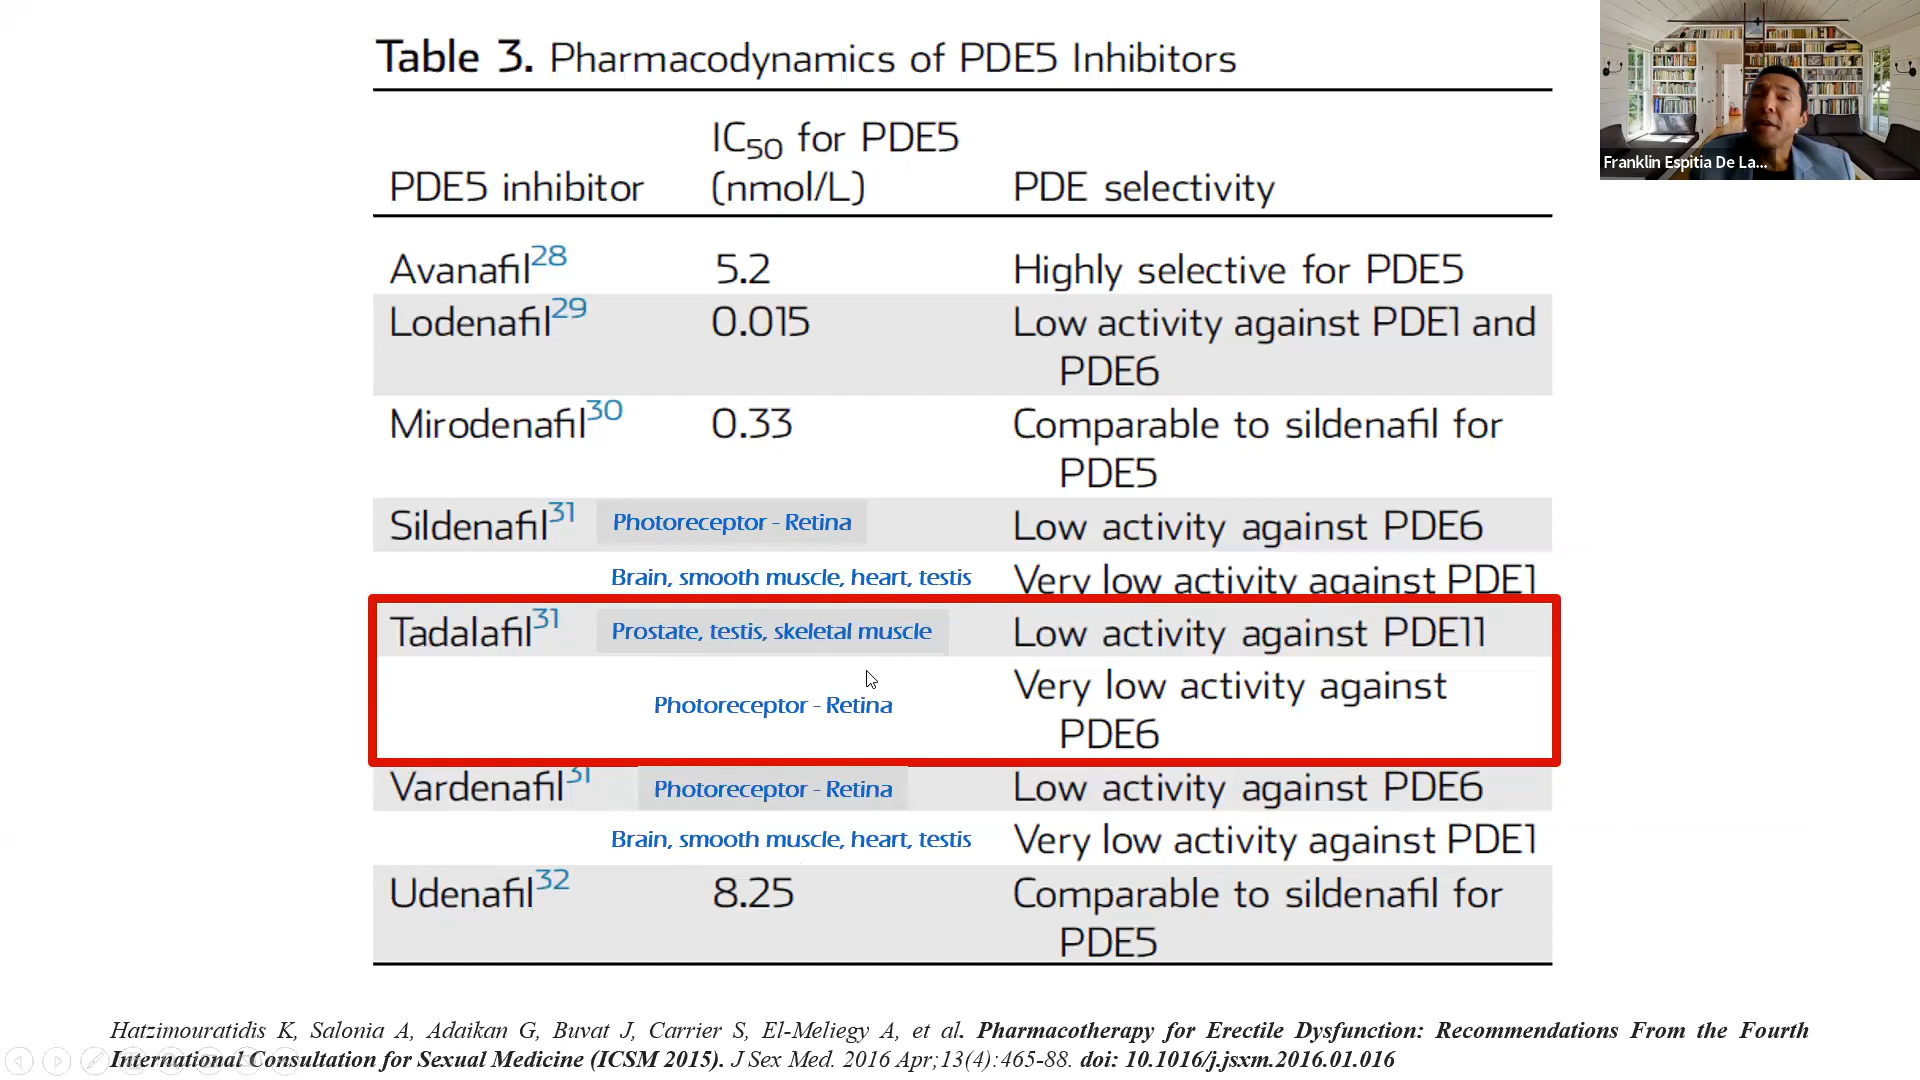 Table 3. Pharmacodynamics of PDE5 Inhibitors
Franklin Espitia De La...
PDE5 inhibitor
IC50 for PDE5
(nmol/L)
PDE selectivity
Avanafil28 5.2 Highly selective for PDE5
Lodenafil29 0.015 Low activity against PDE1 and
PDE6
Mirodenafil30 0.33 Comparable to sildenafil for
PDE5
Sildenafil31 Photoreceptor - Retina Low activity against PDE6
Brain, smooth muscle, heart, testis Very low activity against PDE1
Tadalafil31 Prostate, testis, skeletal muscle Low activity against PDE11
Photoreceptor - Retina Very low activity against
PDE6
Vardenafil31 Photoreceptor - Retina Low activity against PDE6
Brain, smooth muscle, heart, testis Very low activity against PDE1
Udenafil32 8.25 Comparable to sildenafil for
PDE5
Hatzimouratidis K, Salonia A, Adaikan G, Buvat J, Carrier S, El-Meliegy A, et al. Pharmacotherapy for Erectile Dysfunction: Recommendations From the Fourth
International Consultation for Sexual Medicine (ICSM 2015). J Sex Med. 2016 Apr;13(4):465-88. doi: 10.1016/j.jsxm.2016.01.016